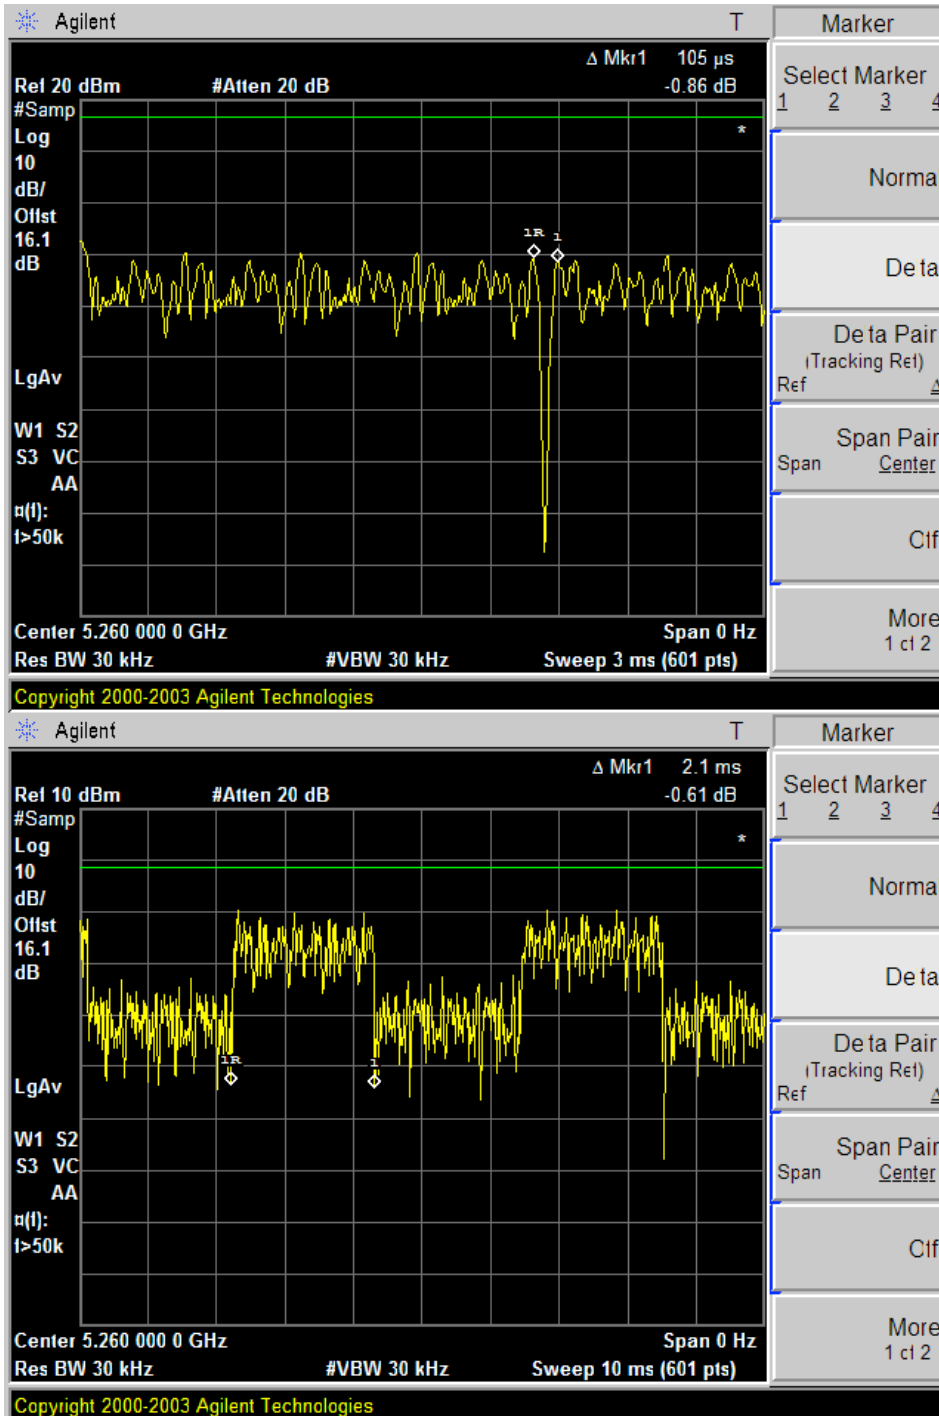 Agilent T
Marker
Δ Mkr1 105 µs
Ref 20 dBm #Atten 20 dB -0.86 dB
#Samp
Log
10
dB/
Offst
16.1
dB
*
1R 1
LgAv
W1 S2
S3 VC
AA
¤(f):
f>50k
Center 5.260 000 0 GHz Span 0 Hz
Res BW 30 kHz #VBW 30 kHz Sweep 3 ms (601 pts)
Select Marker
1 2 3 4
Norma
De ta
De ta Pair
(Tracking Ref)
Ref Δ
Span Pair
Span Center
Off
More
1 of 2
Copyright 2000-2003 Agilent Technologies
Agilent T
Marker
Δ Mkr1 2.1 ms
Ref 10 dBm #Atten 20 dB -0.61 dB
#Samp
Log
10
dB/
Offst
16.1
dB
*
1R 1
LgAv
W1 S2
S3 VC
AA
¤(f):
f>50k
Center 5.260 000 0 GHz Span 0 Hz
Res BW 30 kHz #VBW 30 kHz Sweep 10 ms (601 pts)
Select Marker
1 2 3 4
Norma
De ta
De ta Pair
(Tracking Ref)
Ref Δ
Span Pair
Span Center
Off
More
1 of 2
Copyright 2000-2003 Agilent Technologies